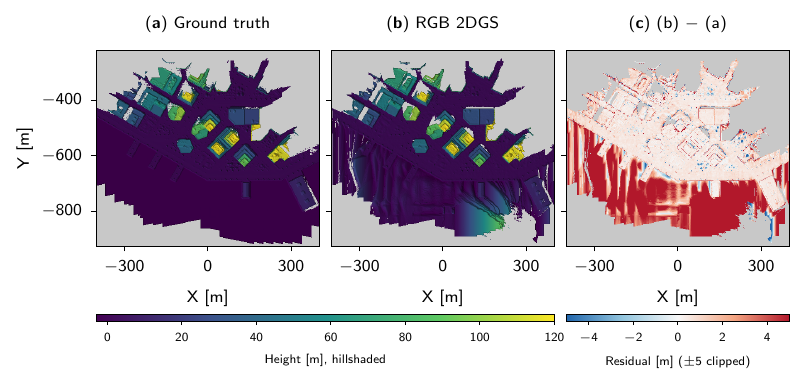 (a) Ground truth
(b) RGB 2DGS
(c) (b) − (a)
Y [m]
−400
−600
−800
−300 0 300
−300 0 300
−300 0 300
X [m]
X [m]
X [m]
0 20 40 60 80 100 120
−4 −2 0 2 4
Height [m], hillshaded
Residual [m] (±5 clipped)